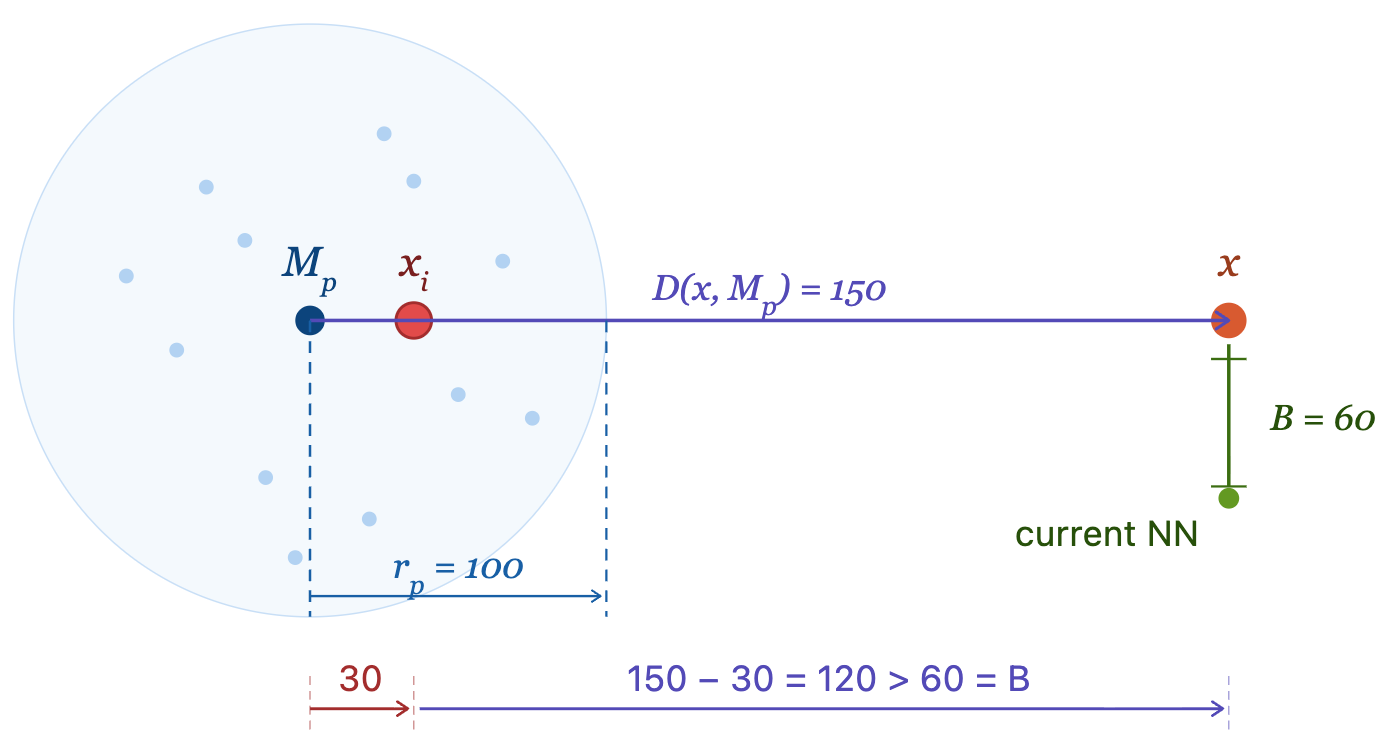 M_p
x_i
x
D(x, M_p) = 150
B = 60
current NN
r_p = 100
30
150 – 30 = 120 > 60 = B